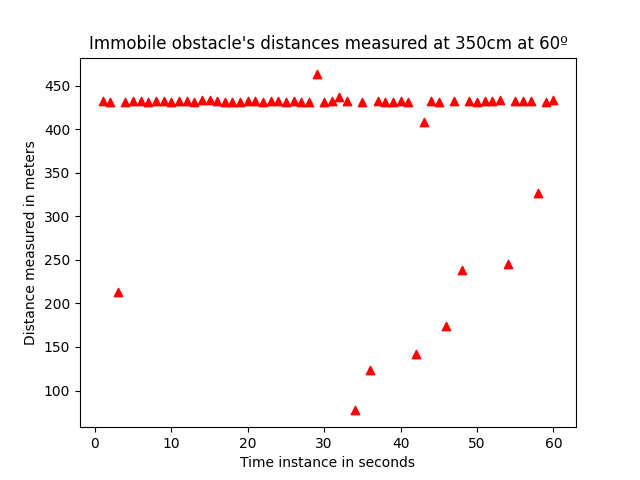 Immobile obstacle's distances measured at 350cm at 60º
Distance measured in meters
450
400
350
300
250
200
150
100
0 10 20 30 40 50 60
Time instance in seconds